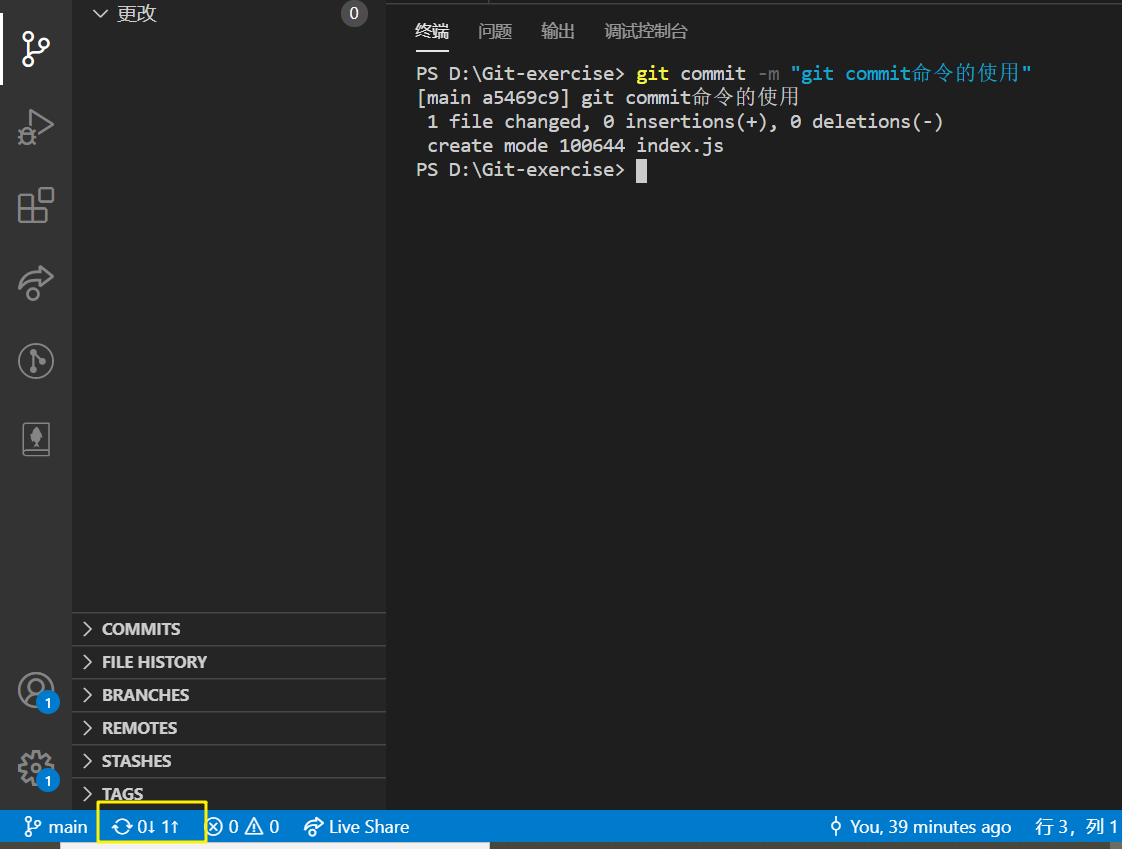 更改 0
终端 问题 输出 调试控制台
PS D:\Git-exercise> git commit -m "git commit命令的使用"
[main a5469c9] git commit命令的使用
1 file changed, 0 insertions(+), 0 deletions(-)
create mode 100644 index.js
PS D:\Git-exercise>
COMMITS
FILE HISTORY
BRANCHES
REMOTES
STASHES
TAGS
1
1
main 0↓ 1↑ 0 0 Live Share You, 39 minutes ago 行 3，列 1